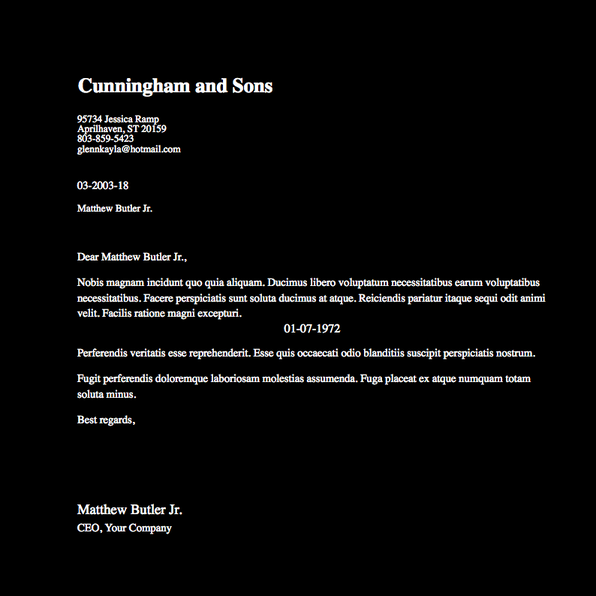 Cunningham and Sons
95734 Jessica Ramp
Aprilhaven, ST 20159
803-859-5423
glennkayla@hotmail.com
03-2003-18
Matthew Butler Jr.
Dear Matthew Butler Jr.,
Nobis magnam incidunt quo quia aliquam. Ducimus libero voluptatum necessitatibus earum voluptatibus
necessitatibus. Facere perspiciatis sunt soluta ducimus at atque. Reiciendis pariatur itaque sequi odit animi
velit. Facilis ratione magni excepturi.
01-07-1972
Perferendis veritatis esse reprehenderit. Esse quis occaecati odio blanditiis suscipit perspiciatis nostrum.
Fugit perferendis doloremque laboriosam molestias assumenda. Fuga placeat ex atque numquam totam
soluta minus.
Best regards,
Matthew Butler Jr.
CEO, Your Company